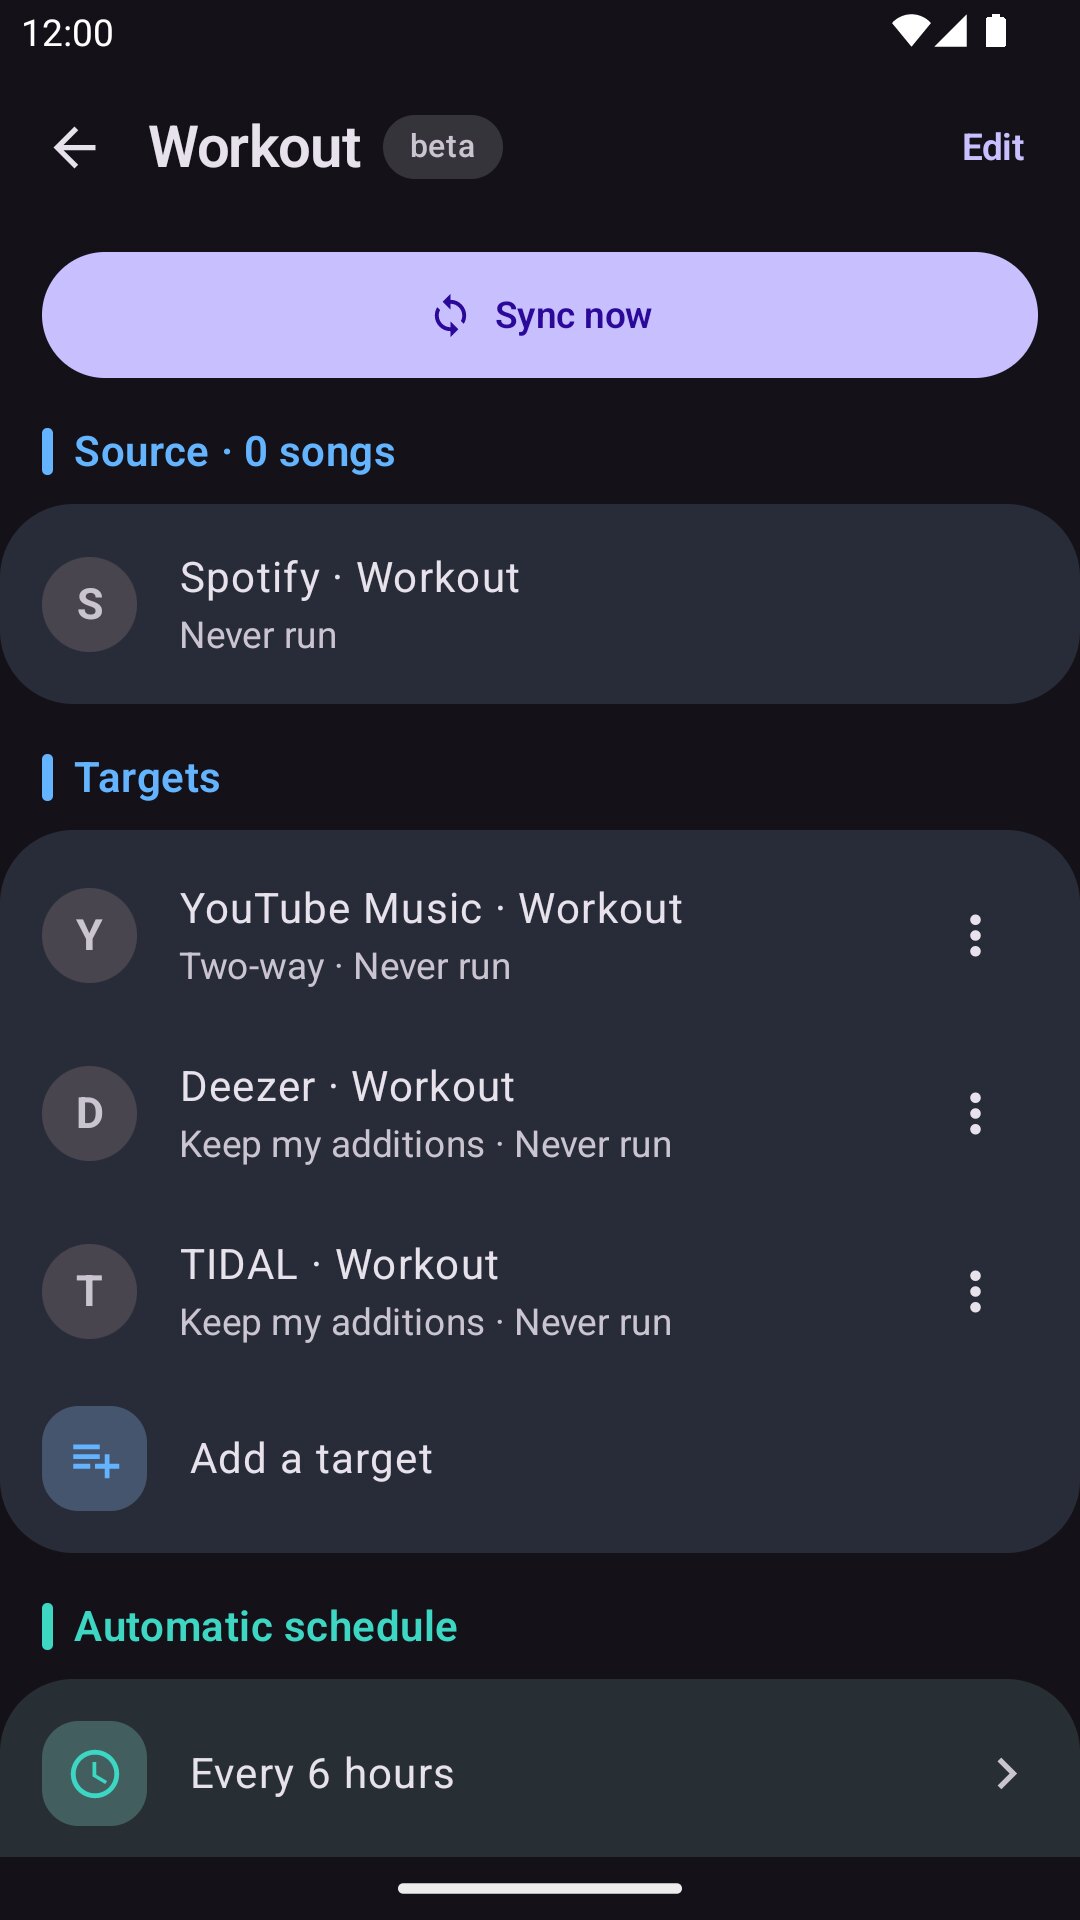 12:00
Workout beta Edit
Sync now
Source · 0 songs
S
Spotify · Workout
Never run
Targets
Y
YouTube Music · Workout
Two-way · Never run
D
Deezer · Workout
Keep my additions · Never run
T
TIDAL · Workout
Keep my additions · Never run
Add a target
Automatic schedule
Every 6 hours